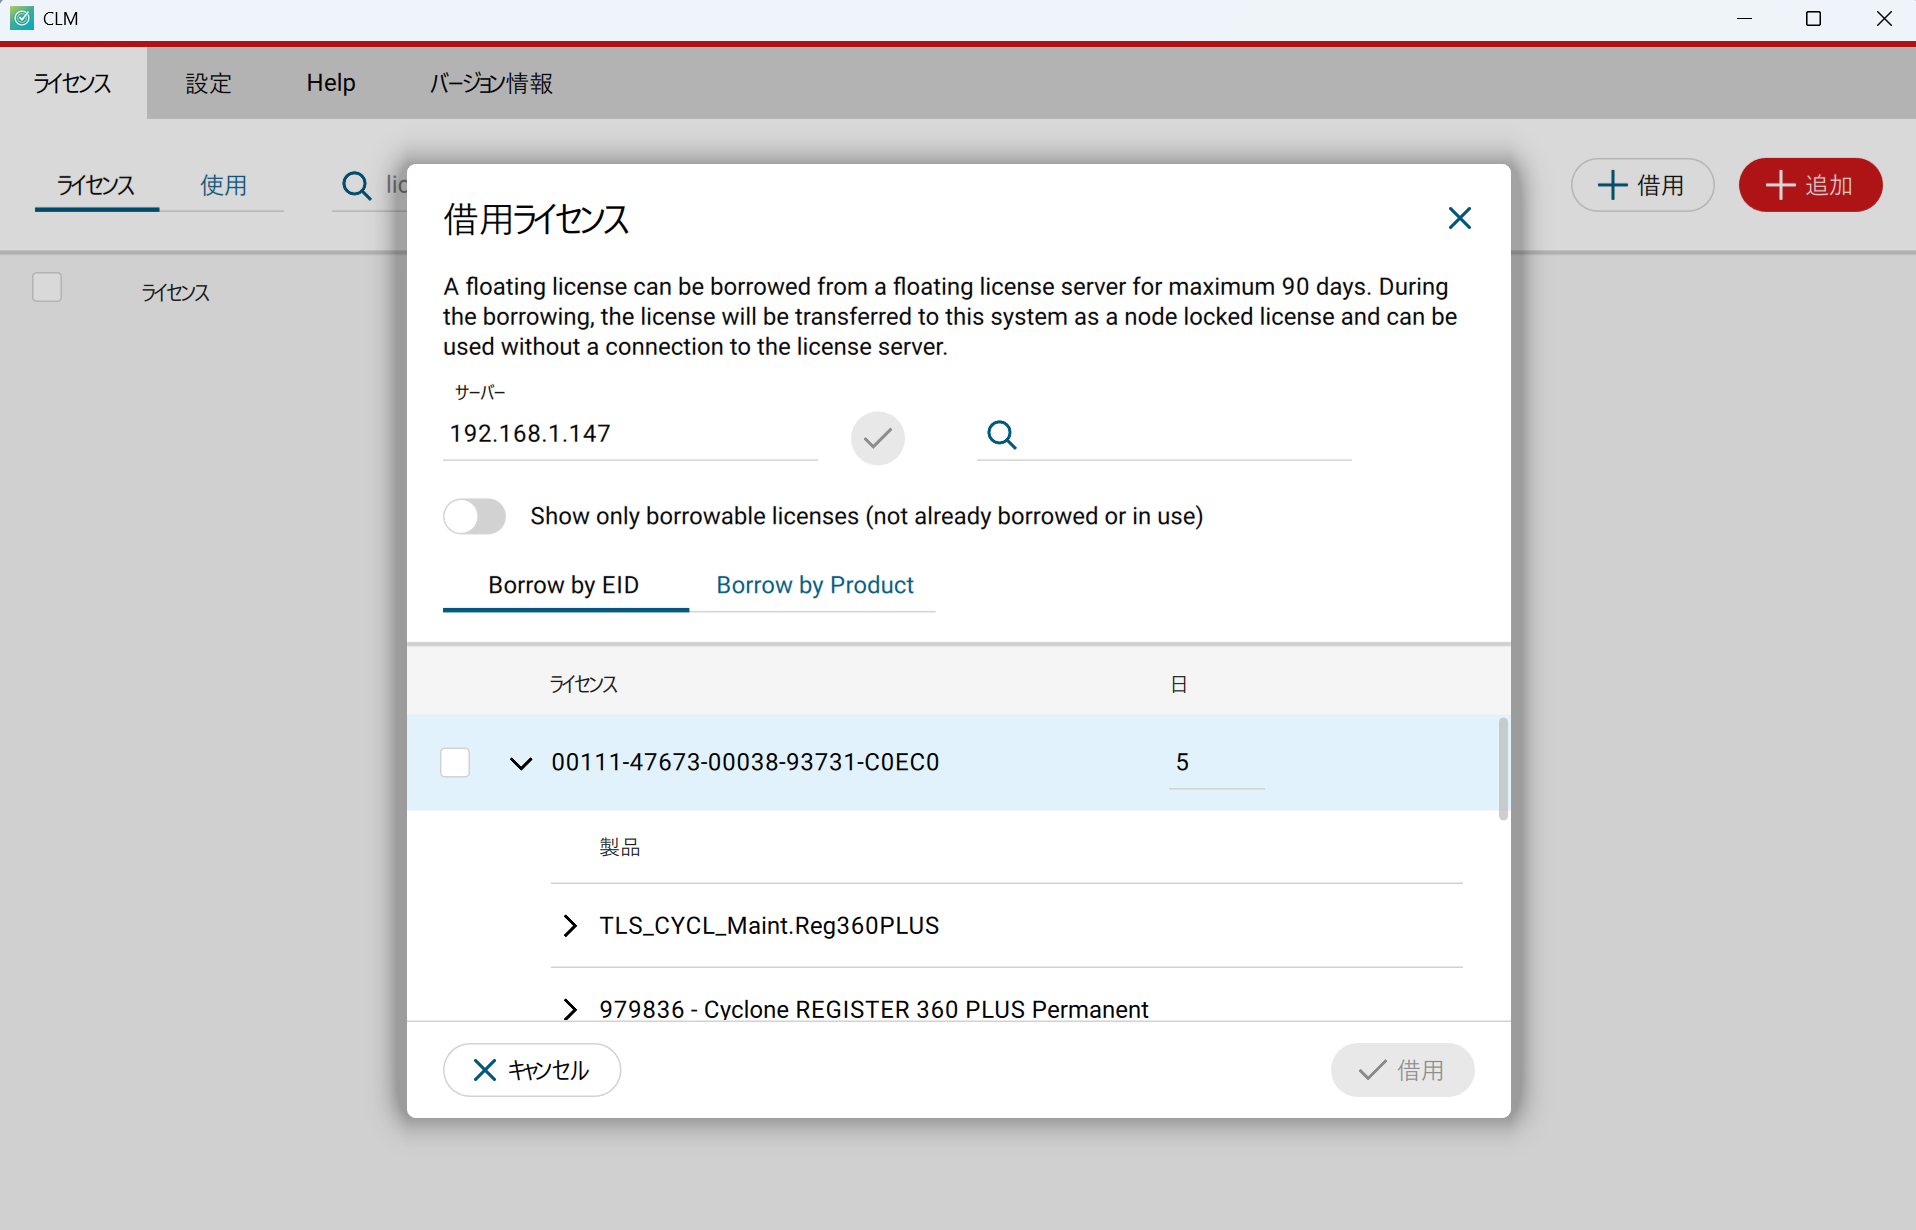 CLM
ライセンス 設定 Help バージョン情報
ライセンス 使用 lic 借用 追加
ライセンス
借用ライセンス
A floating license can be borrowed from a floating license server for maximum 90 days. During
the borrowing, the license will be transferred to this system as a node locked license and can be
used without a connection to the license server.
サーバー
192.168.1.147
Show only borrowable licenses (not already borrowed or in use)
Borrow by EID Borrow by Product
ライセンス 日
00111-47673-00038-93731-C0EC0 5
製品
TLS_CYCL_Maint.Reg360PLUS
979836 - Cyclone REGISTER 360 PLUS Permanent
キャンセル 借用